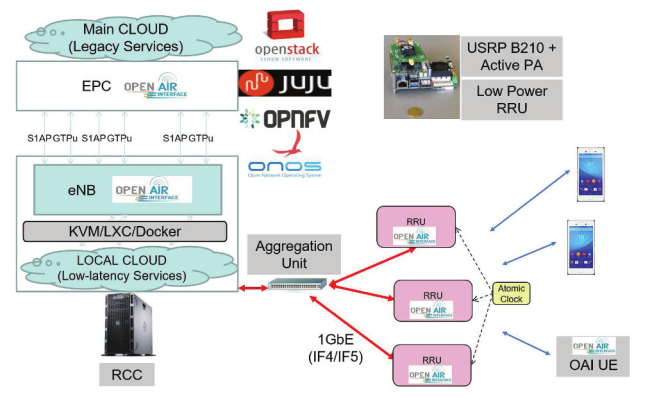 Main CLOUD
(Legacy Services)
EPC
OPEN AIR
INTERFACE
S1AP GTPu
S1AP GTPu
S1AP GTPu
eNB
OPEN AIR
INTERFACE
KVM/LXC/Docker
LOCAL CLOUD
(Low-latency Services)
RCC
openstack
CLOUD SOFTWARE
JUJU
OPNFV
ONOS
Open Network Operating System
USRP B210 +
Active PA
Low Power
RRU
Aggregation
Unit
1GbE
(IF4/IF5)
RRU
OPEN AIR
INTERFACE
RRU
OPEN AIR
INTERFACE
RRU
OPEN AIR
INTERFACE
Atomic
Clock
OPEN AIR
INTERFACE
OAI UE